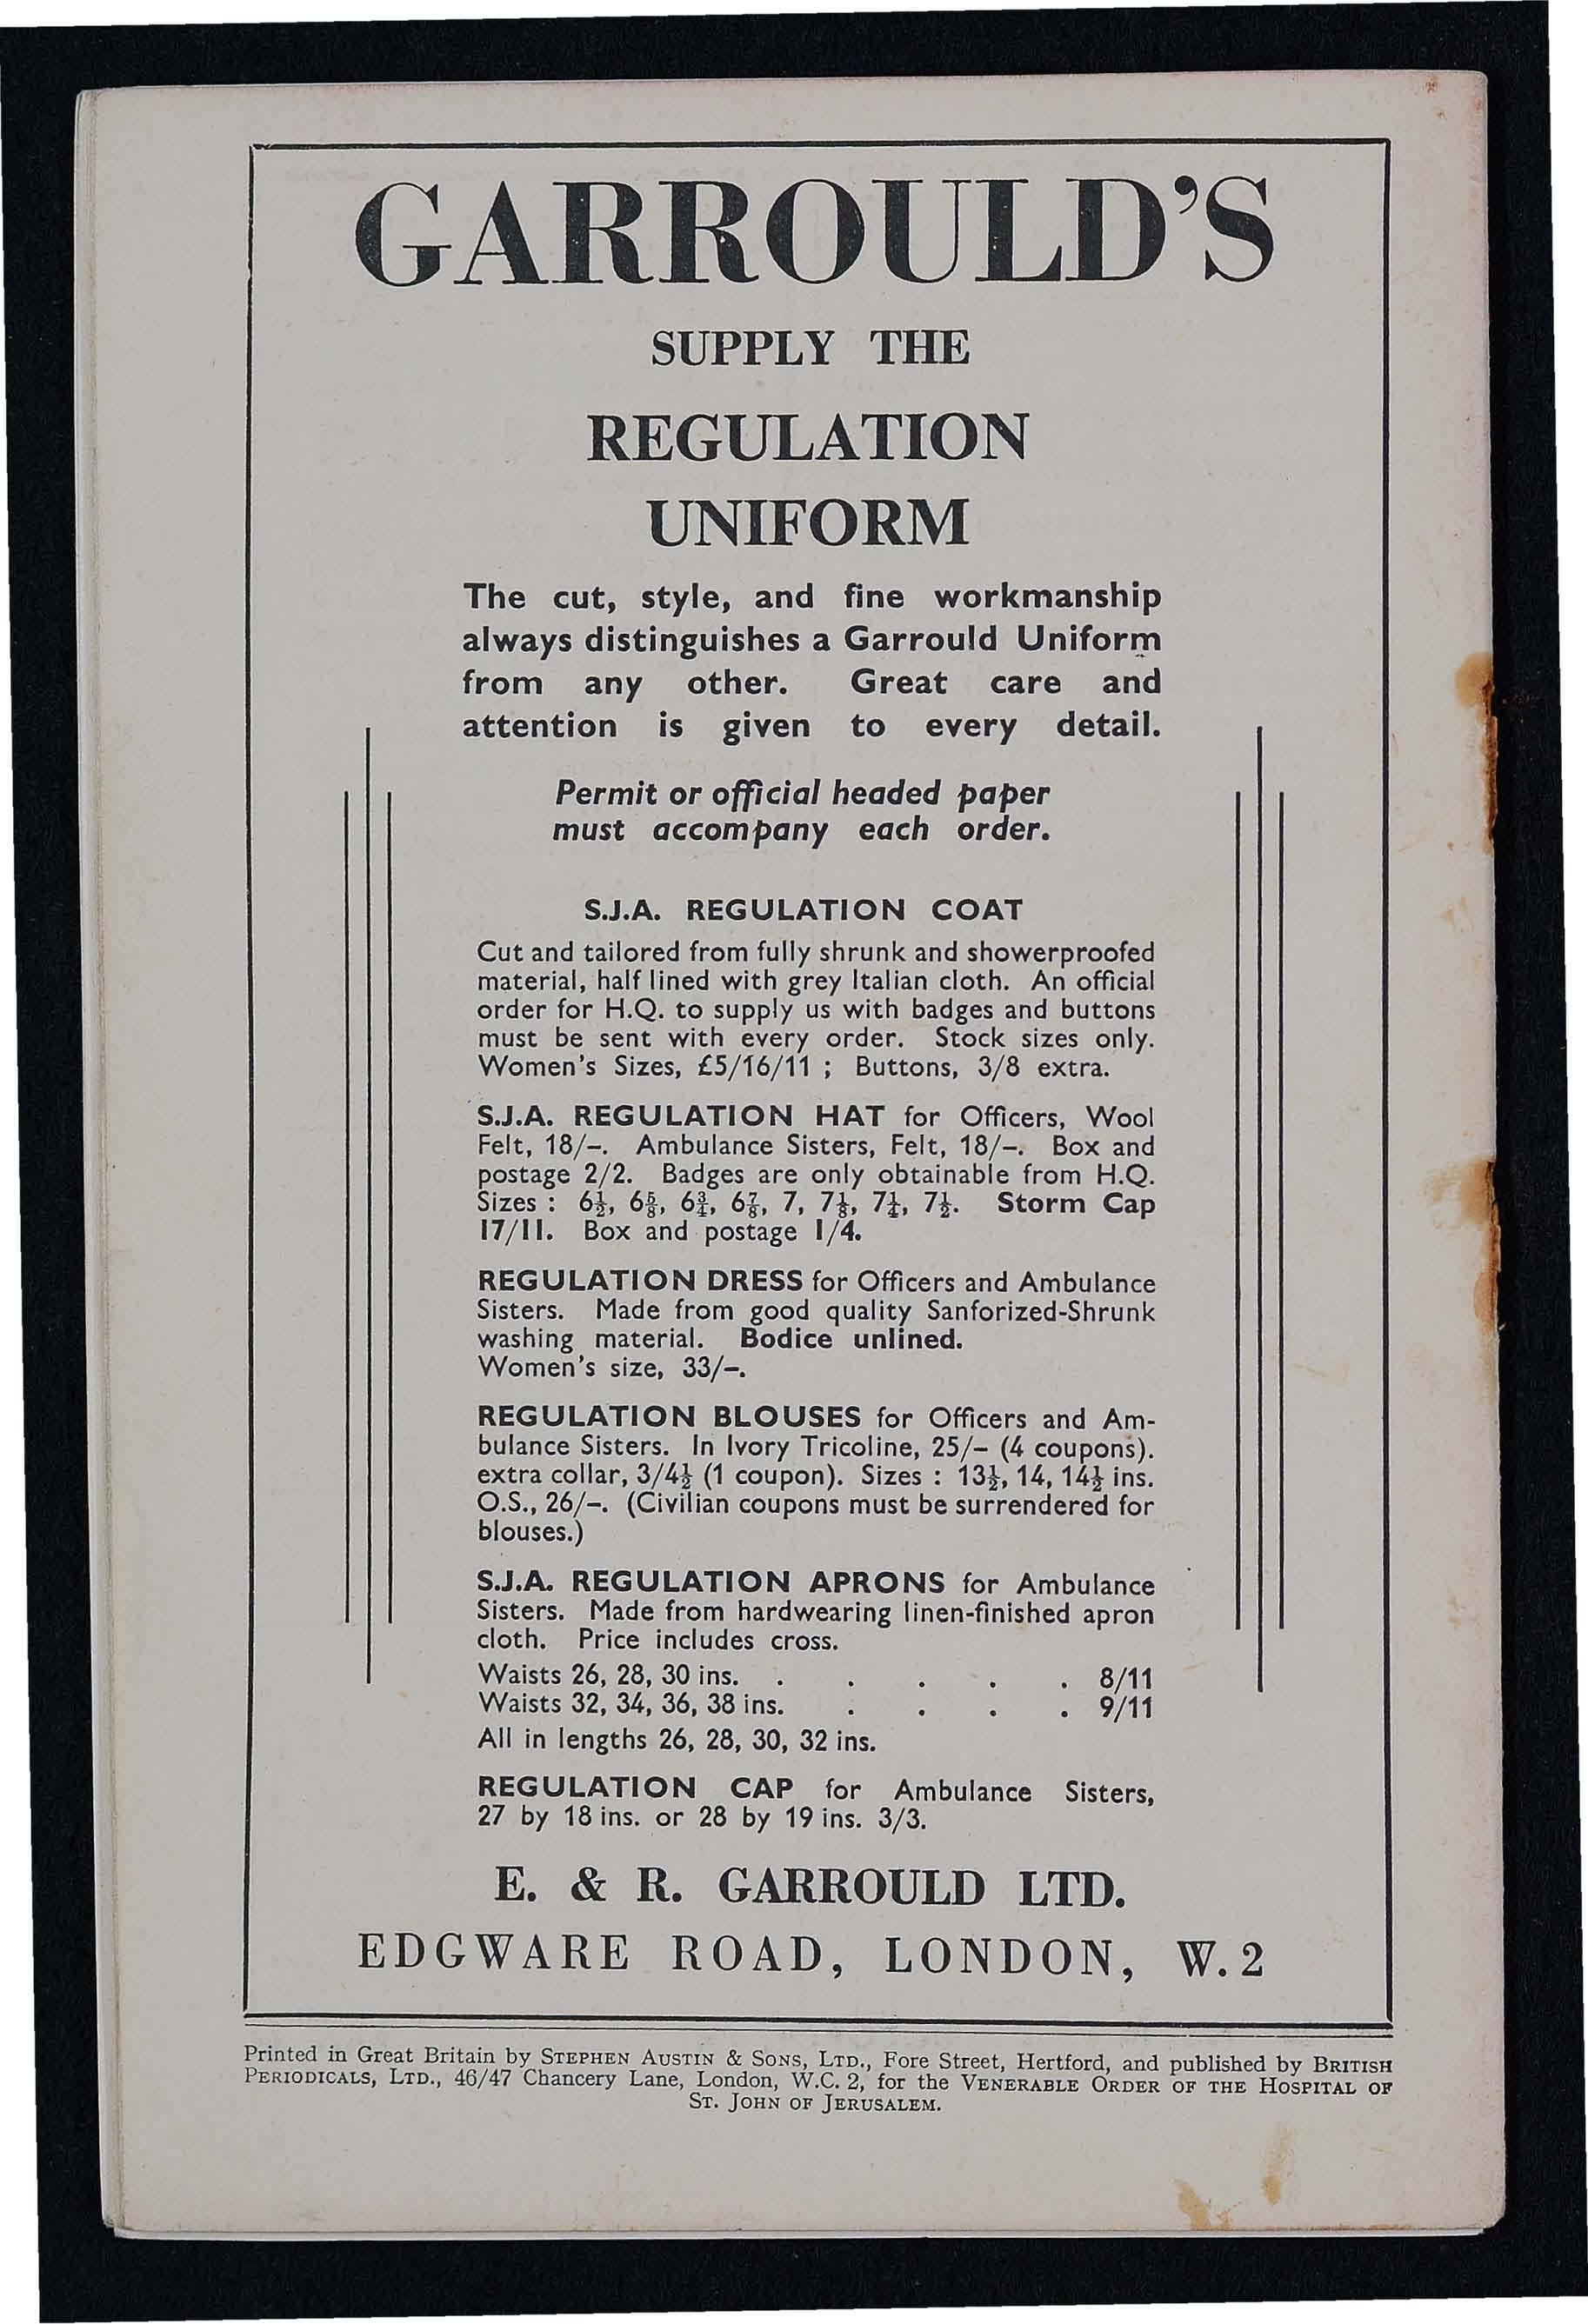 GARROULD'S
SUPPLY THE
REGULATION
UNIFORM
The cut, style, and fine workmanship
always distinguishes a Garrould Uniform
from any other. Great care and
attention is given to every detail.
Permit or official headed paper
must accompany each order.
S.J.A. REGULATION COAT
Cut and tailored from fully shrunk and showerproofed
material, half lined with grey Italian cloth. An official
order for H.Q. to supply us with badges and buttons
must be sent with every order. Stock sizes only.
Women's Sizes, £5/16/11 ; Buttons, 3/8 extra.
S.J.A. REGULATION HAT for Officers, Wool
Felt, 18/–. Ambulance Sisters, Felt, 18/–. Box and
postage 2/2. Badges are only obtainable from H.Q.
Sizes : 6½, 6⅝, 6¾, 6⅞, 7, 7⅛, 7¼, 7½. Storm Cap
17/11. Box and postage 1/4.
REGULATION DRESS for Officers and Ambulance
Sisters. Made from good quality Sanforized-Shrunk
washing material. Bodice unlined.
Women's size, 33/–.
REGULATION BLOUSES for Officers and Am-
bulance Sisters. In Ivory Tricoline, 25/– (4 coupons).
extra collar, 3/4½ (1 coupon). Sizes : 13½, 14, 14½ ins.
O.S., 26/–. (Civilian coupons must be surrendered for
blouses.)
S.J.A. REGULATION APRONS for Ambulance
Sisters. Made from hardwearing linen-finished apron
cloth. Price includes cross.
Waists 26, 28, 30 ins. . . . . . 8/11
Waists 32, 34, 36, 38 ins. . . . . 9/11
All in lengths 26, 28, 30, 32 ins.
REGULATION CAP for Ambulance Sisters,
27 by 18 ins. or 28 by 19 ins. 3/3.
E. & R. GARROULD LTD.
EDGWARE ROAD, LONDON, W.2
Printed in Great Britain by STEPHEN AUSTIN & SONS, LTD., Fore Street, Hertford, and published by BRITISH
PERIODICALS, LTD., 46/47 Chancery Lane, London, W.C. 2, for the VENERABLE ORDER OF THE HOSPITAL OF
ST. JOHN OF JERUSALEM.